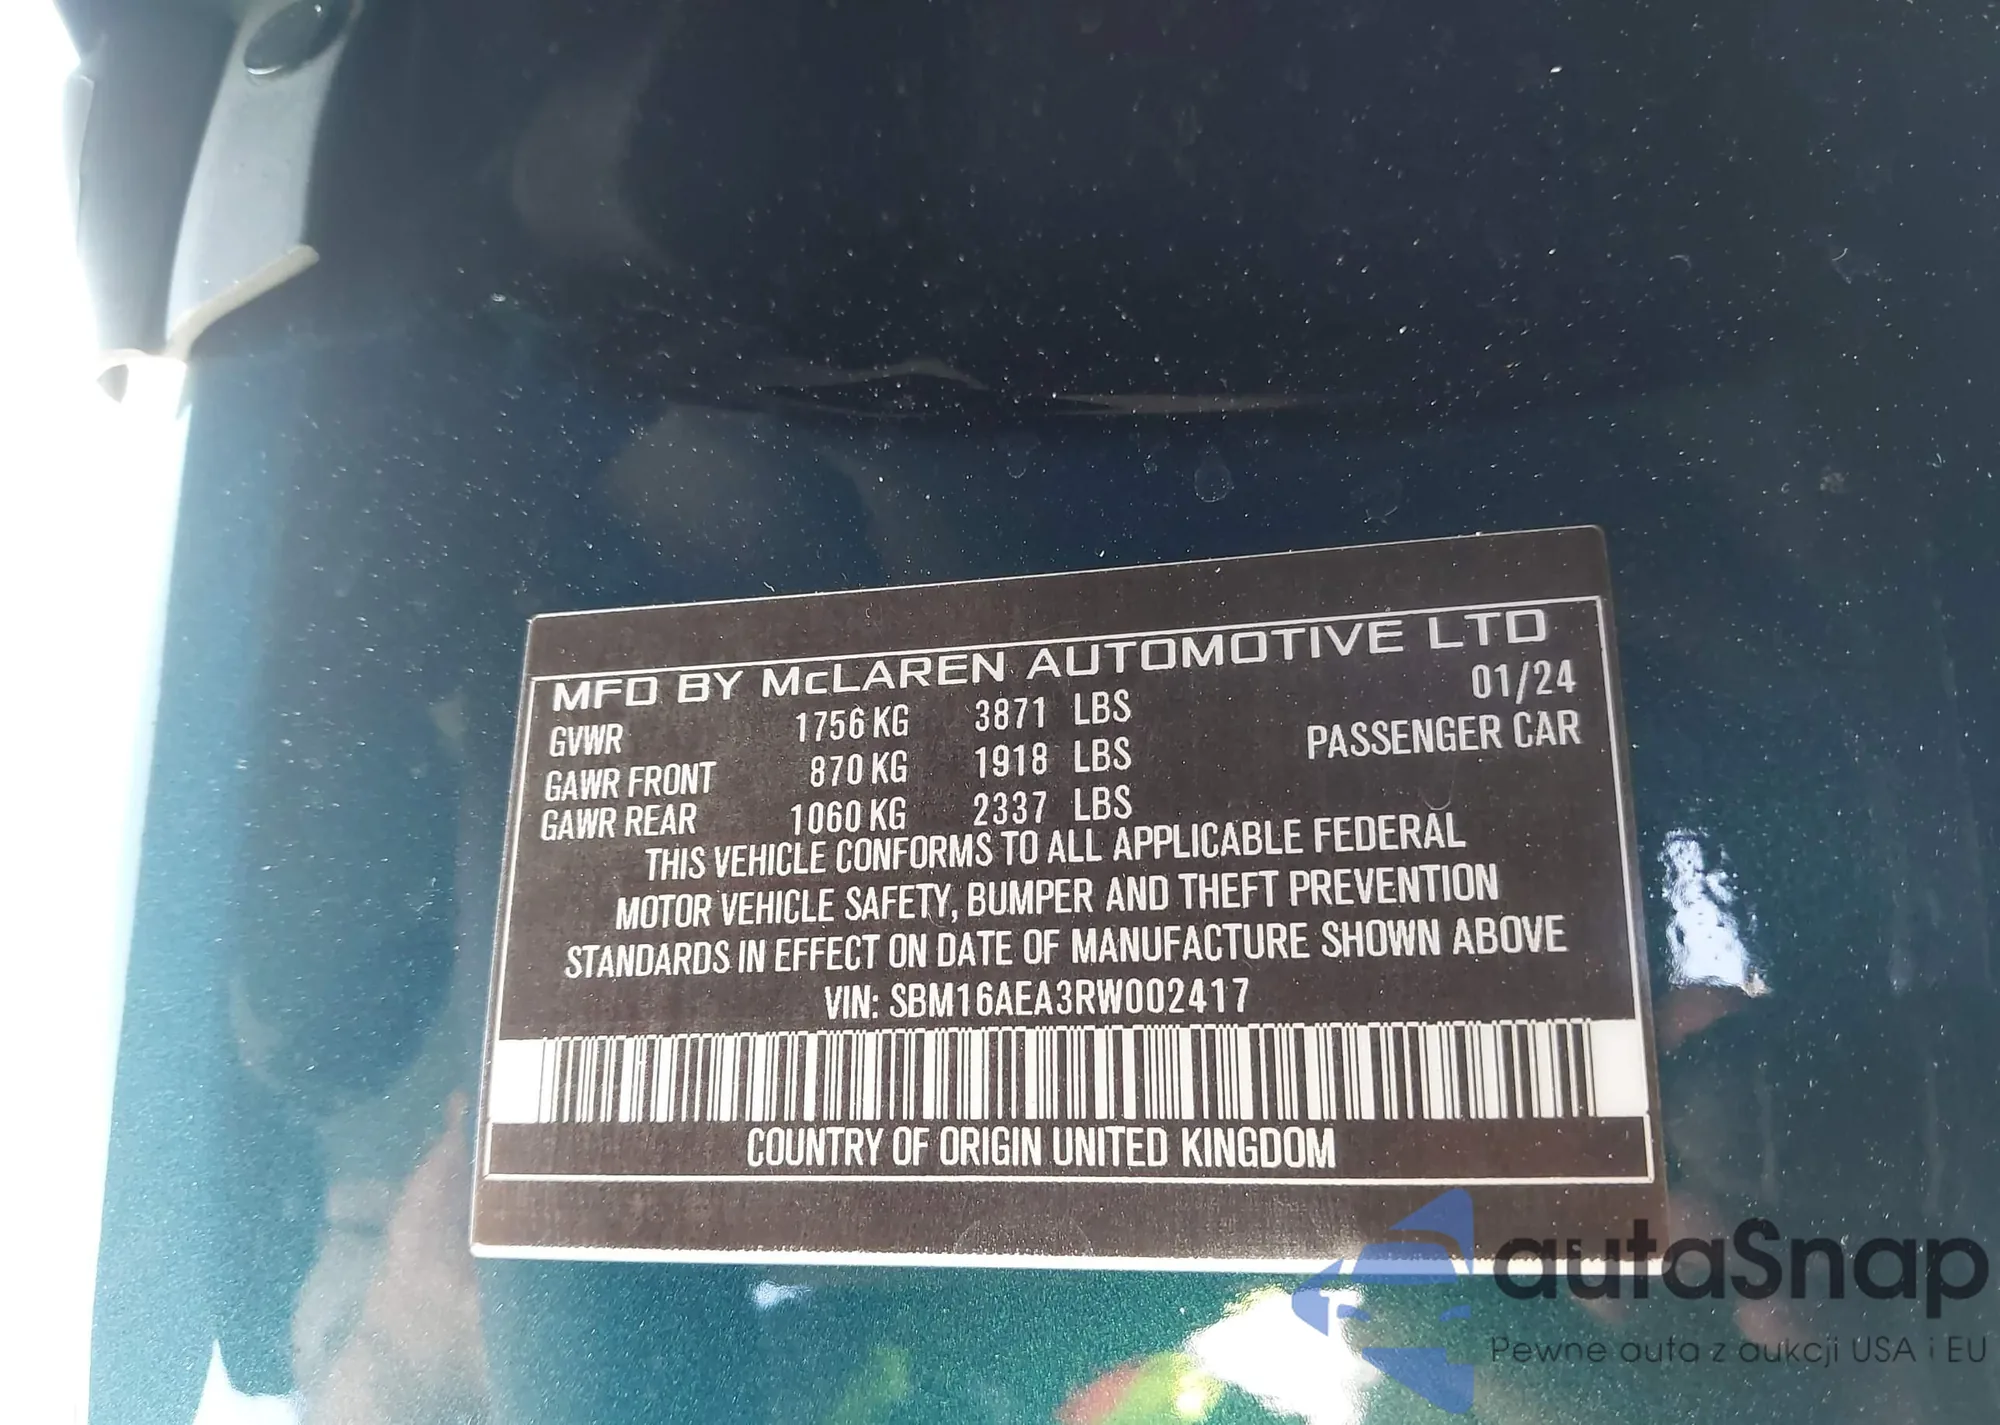 MFD BY McLAREN AUTOMOTIVE LTD
GVWR 1756 KG 3871 LBS 01/24
GAWR FRONT 870 KG 1918 LBS PASSENGER CAR
GAWR REAR 1060 KG 2337 LBS
THIS VEHICLE CONFORMS TO ALL APPLICABLE FEDERAL
MOTOR VEHICLE SAFETY, BUMPER AND THEFT PREVENTION
STANDARDS IN EFFECT ON DATE OF MANUFACTURE SHOWN ABOVE
VIN: SBM16AEA3RW002417
COUNTRY OF ORIGIN UNITED KINGDOM
autaSnap
Pewne auta z aukcji USA i EU